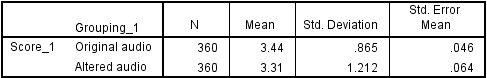 Grouping_1 N Mean Std. Deviation Std. Error Mean
Score_1 Original audio 360 3.44 .865 .046
Altered audio 360 3.31 1.212 .064